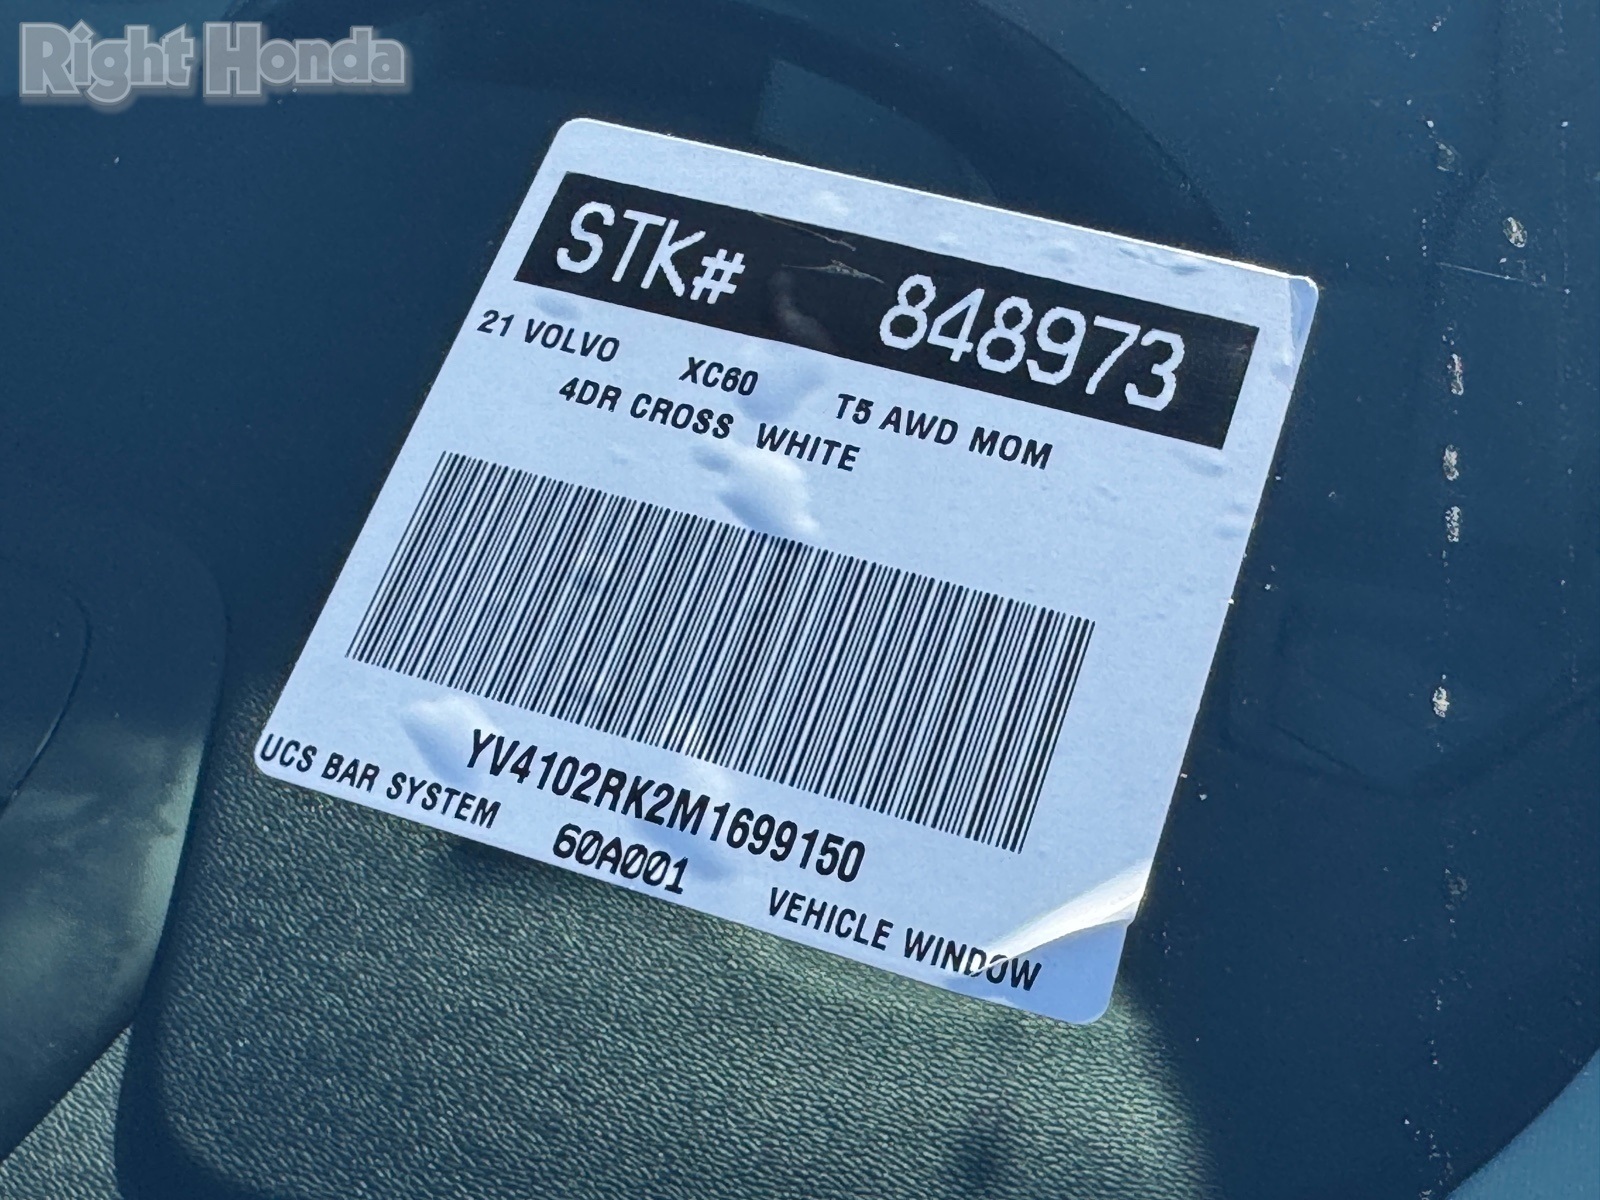 Right Honda
STK# 848973
21 VOLVO XC60 T5 AWD MOM
4DR CROSS WHITE
YV4102RK2M1699150
UCS BAR SYSTEM 60A001 VEHICLE WINDOW